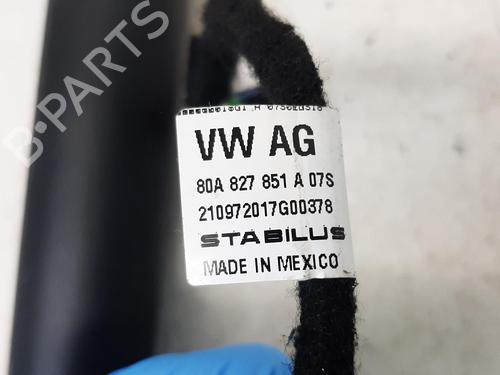 B-PARTS
VW AG
80A 827 851 A 07S
210972017G00378
STABILUS
MADE IN MEXICO